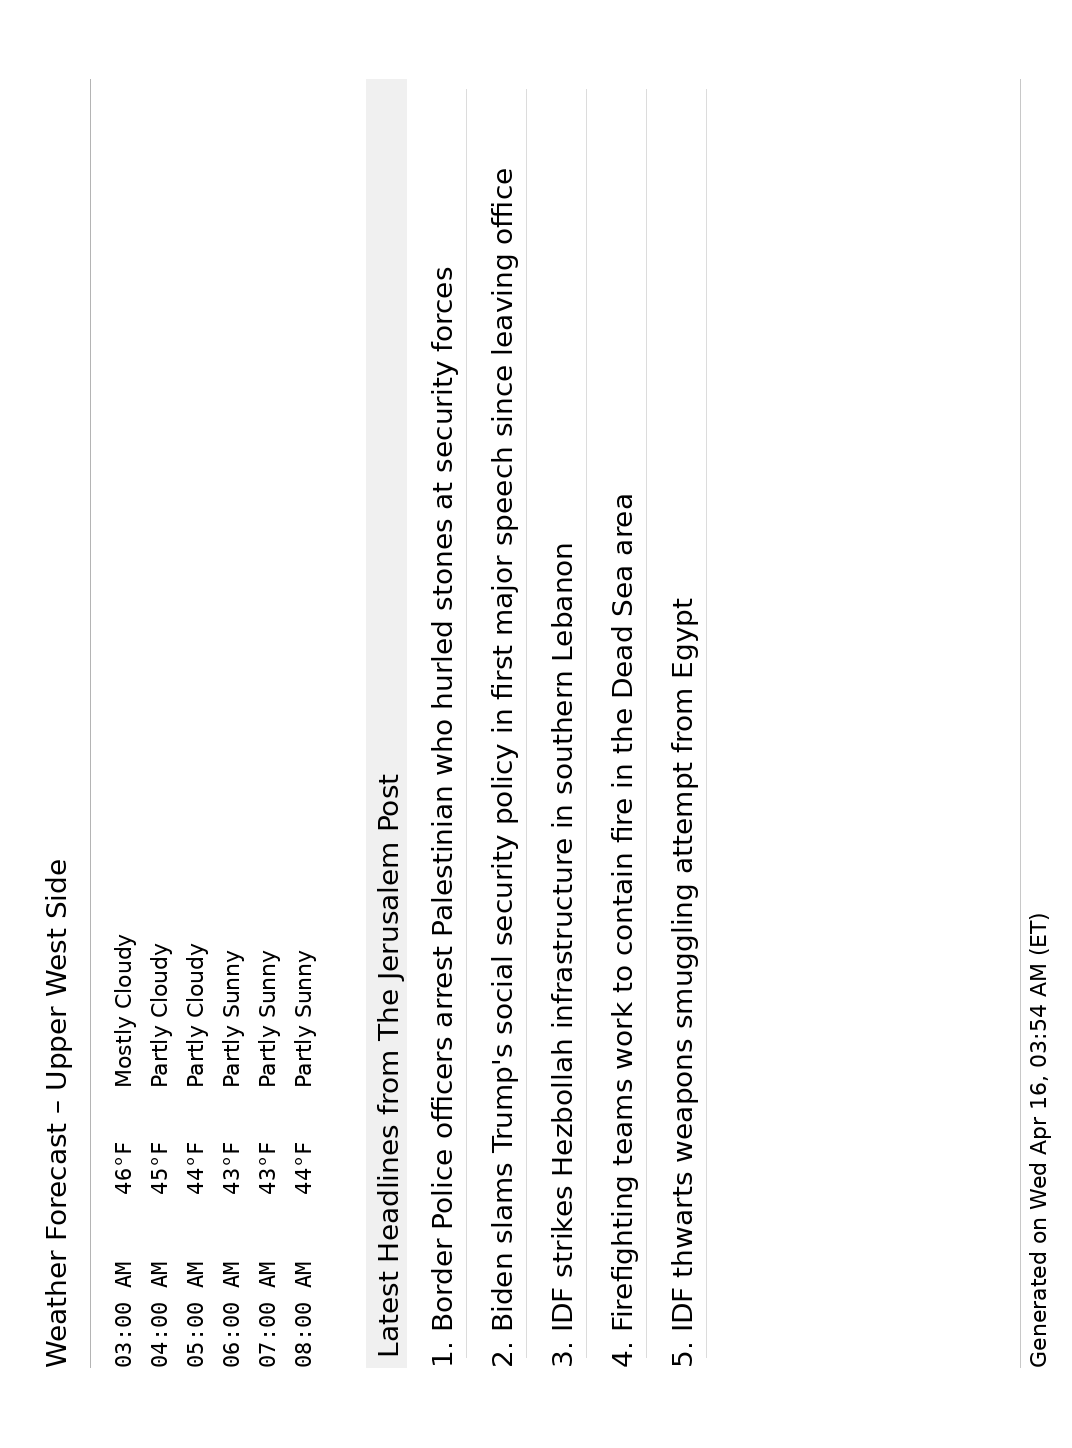 Weather Forecast – Upper West Side
03:00 AM 46°F Mostly Cloudy
04:00 AM 45°F Partly Cloudy
05:00 AM 44°F Partly Cloudy
06:00 AM 43°F Partly Sunny
07:00 AM 43°F Partly Sunny
08:00 AM 44°F Partly Sunny
Latest Headlines from The Jerusalem Post
1. Border Police officers arrest Palestinian who hurled stones at security forces
2. Biden slams Trump's social security policy in first major speech since leaving office
3. IDF strikes Hezbollah infrastructure in southern Lebanon
4. Firefighting teams work to contain fire in the Dead Sea area
5. IDF thwarts weapons smuggling attempt from Egypt
Generated on Wed Apr 16, 03:54 AM (ET)